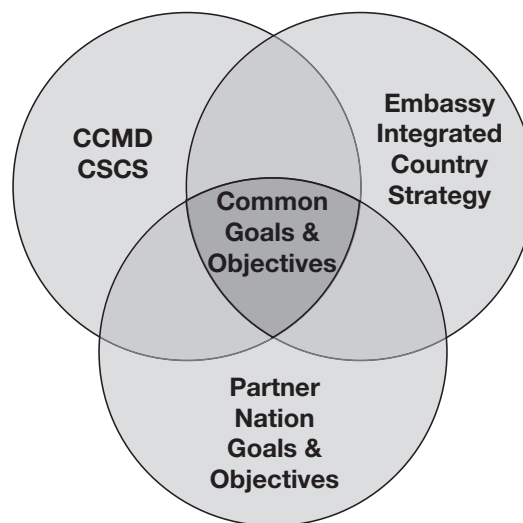 CCMD
CSCS
Embassy
Integrated
Country
Strategy
Common
Goals &
Objectives
Partner
Nation
Goals &
Objectives